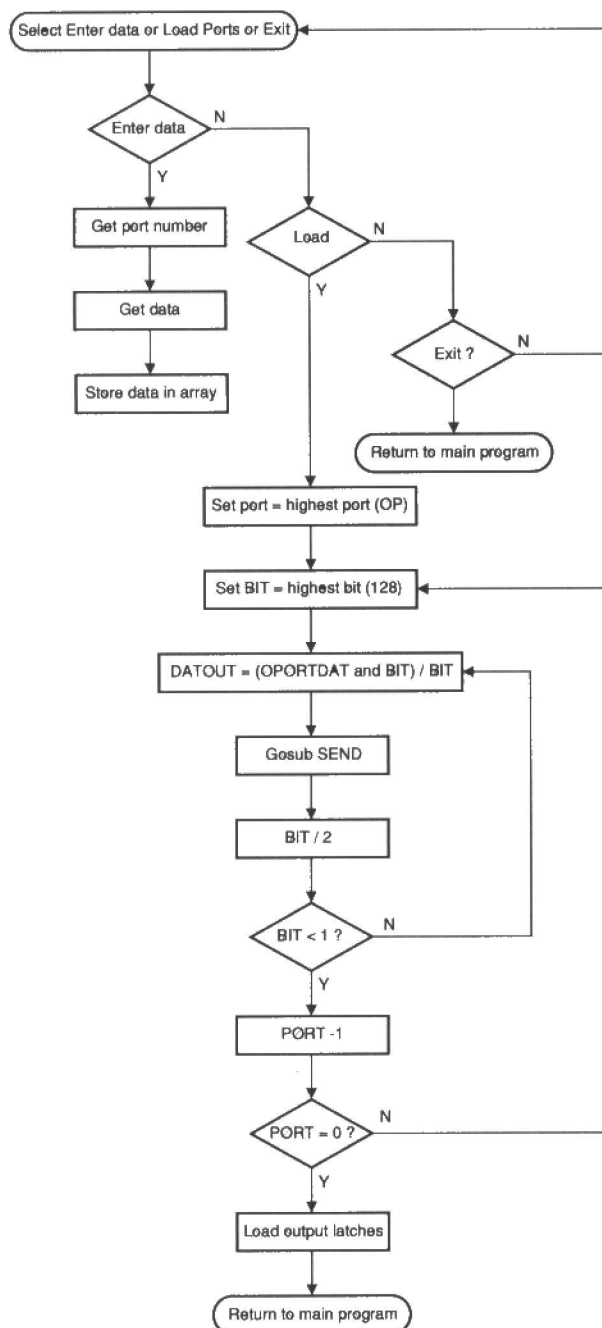 Select Enter data or Load Ports or Exit
Enter data
N
Y
Get port number
Load
N
Y
Get data
Exit ?
N
Store data in array
Return to main program
Set port = highest port (OP)
Set BIT = highest bit (128)
DATOUT = (OPORTDAT and BIT) / BIT
Gosub SEND
BIT / 2
BIT < 1 ?
N
Y
PORT -1
PORT = 0 ?
N
Y
Load output latches
Return to main program